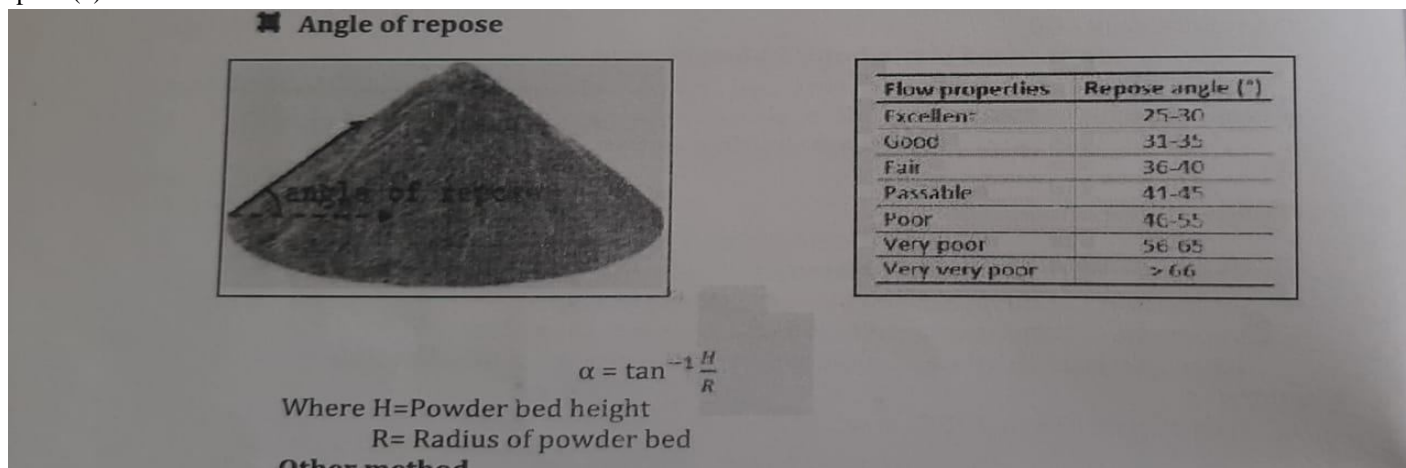 Angle of repose
angle of repose
Flow properties Repose angle (°)
Excellent 25-30
Good 31-35
Fair 36-40
Passable 41-45
Poor 46-55
Very poor 56 65
Very very poor > 66
α = tan⁻¹ H/R
Where H=Powder bed height
R= Radius of powder bed
Other method